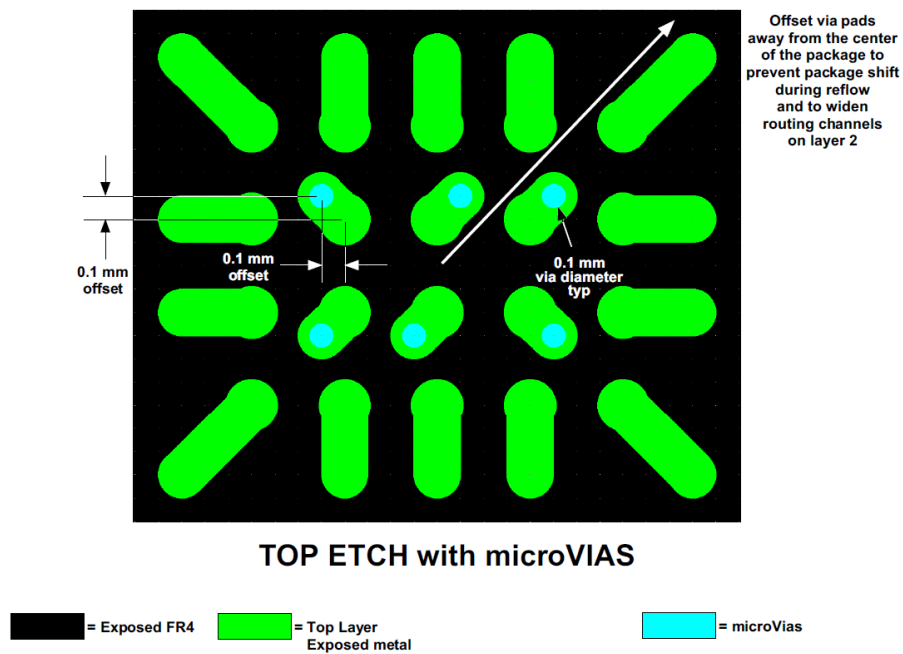 Offset via pads
away from the center
of the package to
prevent package shift
during reflow
and to widen
routing channels
on layer 2
0.1 mm
offset
0.1 mm
offset
0.1 mm
via diameter
typ
TOP ETCH with microVIAS
= Exposed FR4
= Top Layer
Exposed metal
= microVias